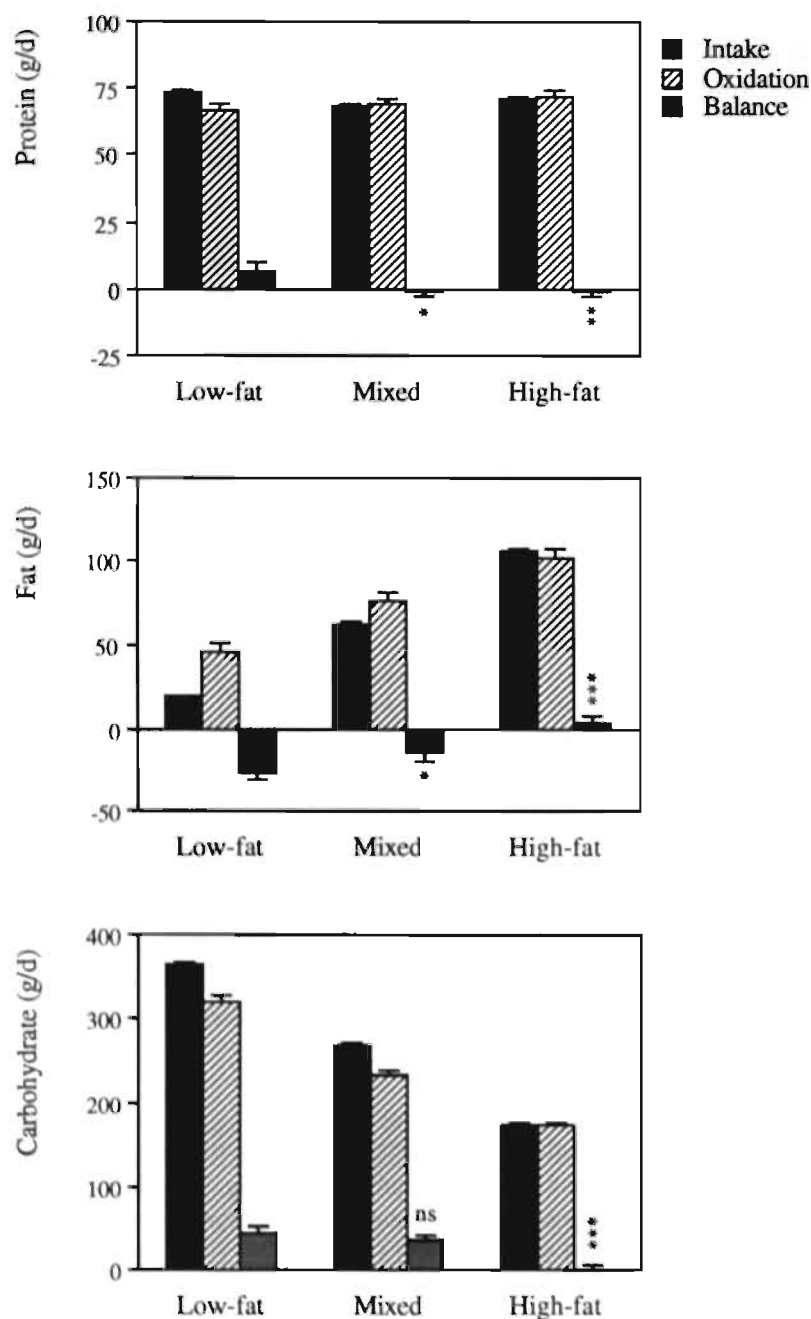 Protein (g/d)
100
75
50
25
0
-25
*
**
Low-fat
Mixed
High-fat
Intake
Oxidation
Balance
Fat (g/d)
150
100
50
0
-50
*
***
Low-fat
Mixed
High-fat
Carbohydrate (g/d)
400
300
200
100
0
ns
***
Low-fat
Mixed
High-fat